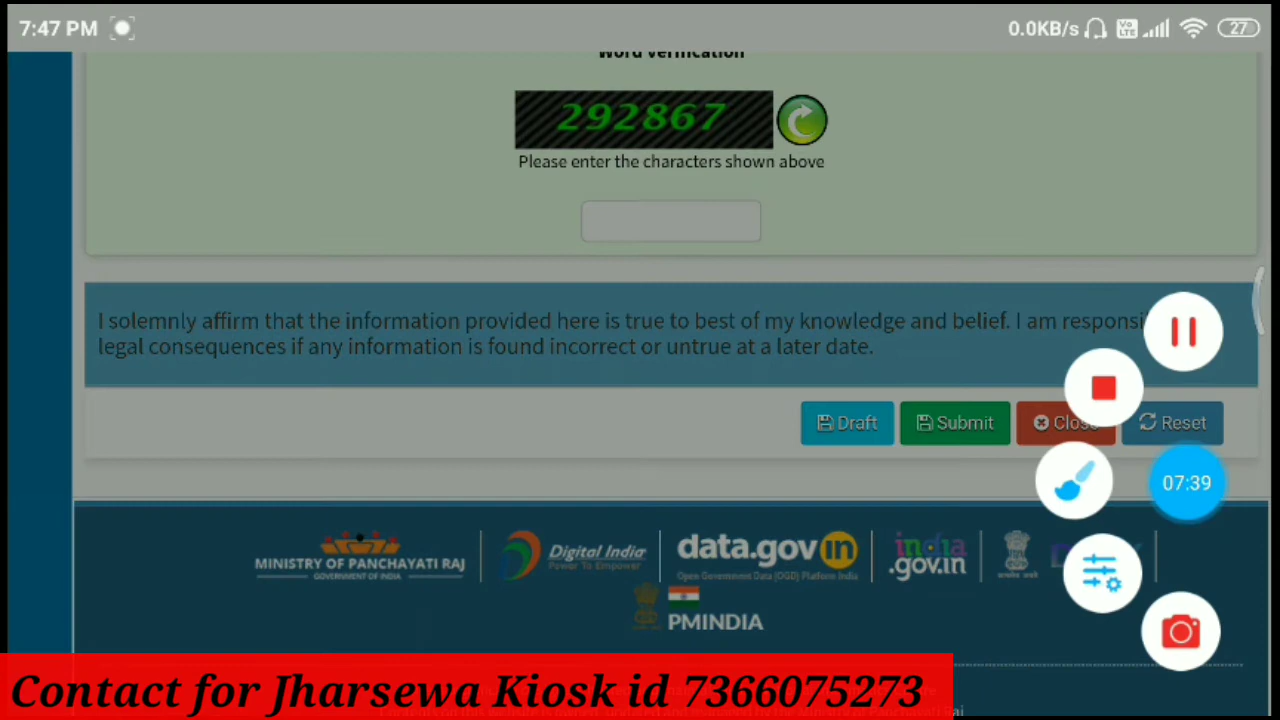 7:47 PM
0.0KB/s Vo LTE 27
Word verification
292867
Please enter the characters shown above
I solemnly affirm that the information provided here is true to best of my knowledge and belief. I am
legal consequences if any information is found incorrect or untrue at a later date.
Draft Submit Close Reset
07:39
MINISTRY OF PANCHAYATI RAJ
GOVERNMENT OF INDIA
Digital India
Power To Empower
data.gov in
Open Government Data (OGD) Platform India
india
.gov.in
PMINDIA
Contact for Jharsewa Kiosk id 7366075273